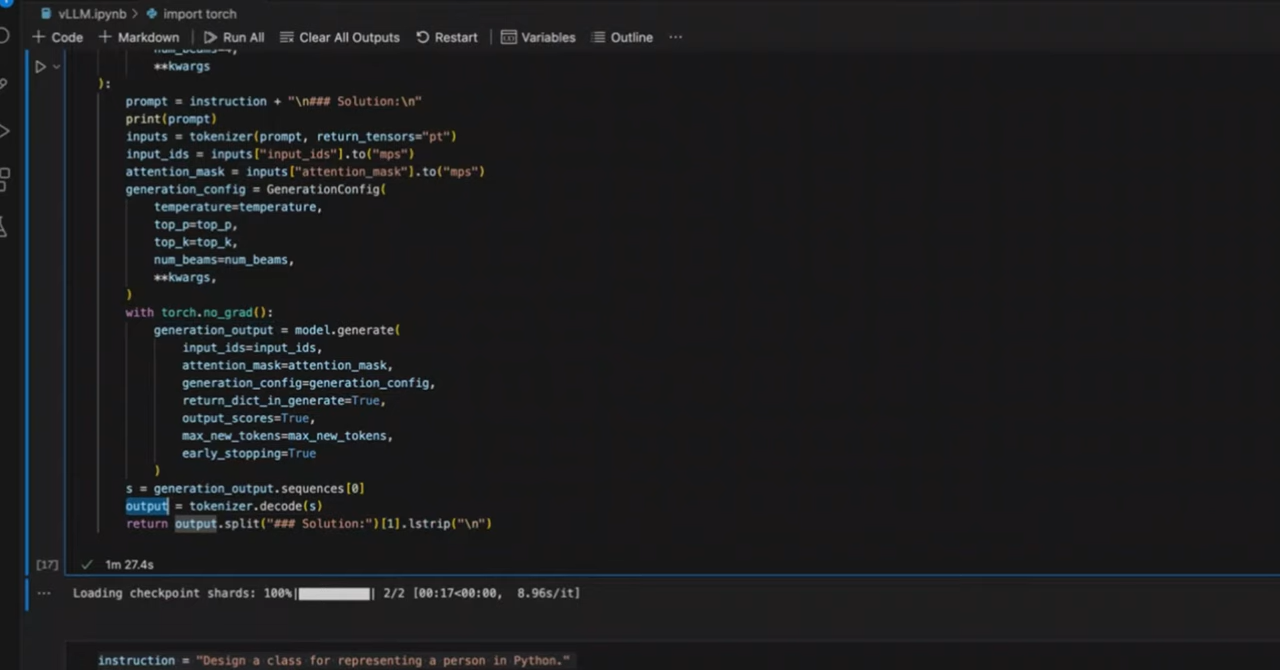 vLLM.ipynb > import torch
+ Code + Markdown | Run All Clear All Outputs Restart | Variables Outline ...
num_beams=4,
**kwargs
):
prompt = instruction + "\n### Solution:\n"
print(prompt)
inputs = tokenizer(prompt, return_tensors="pt")
input_ids = inputs["input_ids"].to("mps")
attention_mask = inputs["attention_mask"].to("mps")
generation_config = GenerationConfig(
temperature=temperature,
top_p=top_p,
top_k=top_k,
num_beams=num_beams,
**kwargs,
)
with torch.no_grad():
generation_output = model.generate(
input_ids=input_ids,
attention_mask=attention_mask,
generation_config=generation_config,
return_dict_in_generate=True,
output_scores=True,
max_new_tokens=max_new_tokens,
early_stopping=True
)
s = generation_output.sequences[0]
output = tokenizer.decode(s)
return output.split("### Solution:")[1].lstrip("\n")
[17] ✓ 1m 27.4s
... Loading checkpoint shards: 100%|██████████| 2/2 [00:17<00:00, 8.96s/it]
instruction = "Design a class for representing a person in Python."